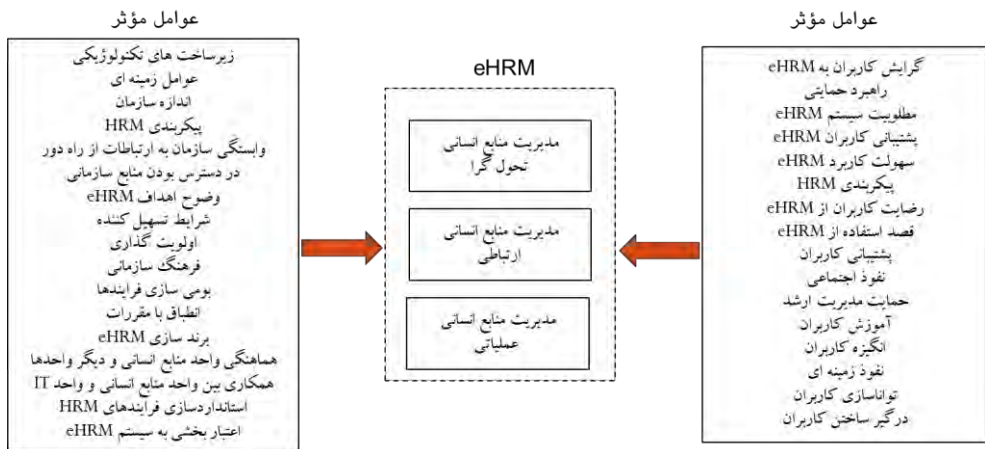 عوامل مؤثر
گرایش کاربران به eHRM
راهبرد حمایتی
مطلوبیت سیستم eHRM
پشتیبانی کاربران eHRM
سهولت کاربرد eHRM
پیکربندی HRM
رضایت کاربران از eHRM
قصد استفاده از eHRM
پشتیبانی کاربران
نفوذ اجتماعی
حمایت مدیریت ارشد
آموزش کاربران
انگیزه کاربران
نفوذ زمینه ای
تواناسازی کاربران
درگیر ساختن کاربران
eHRM
مدیریت منابع انسانی
تحول گرا
مدیریت منابع انسانی
ارتباطی
مدیریت منابع انسانی
عملیاتی
عوامل مؤثر
زیرساخت های تکنولوژیکی
عوامل زمینه ای
اندازه سازمان
پیکربندی HRM
وابستگی سازمان به ارتباطات از راه دور
در دسترس بودن منابع سازمانی
وضوح اهداف eHRM
شرایط تسهیل کننده
اولویت گذاری
فرهنگ سازمانی
بومی سازی فرایندها
انطباق با مقررات
برند سازی eHRM
هماهنگی واحد منابع انسانی و دیگر واحدها
همکاری بین واحد منابع انسانی و واحد IT
استانداردسازی فرایندهای HRM
اعتبار بخشی به سیستم eHRM